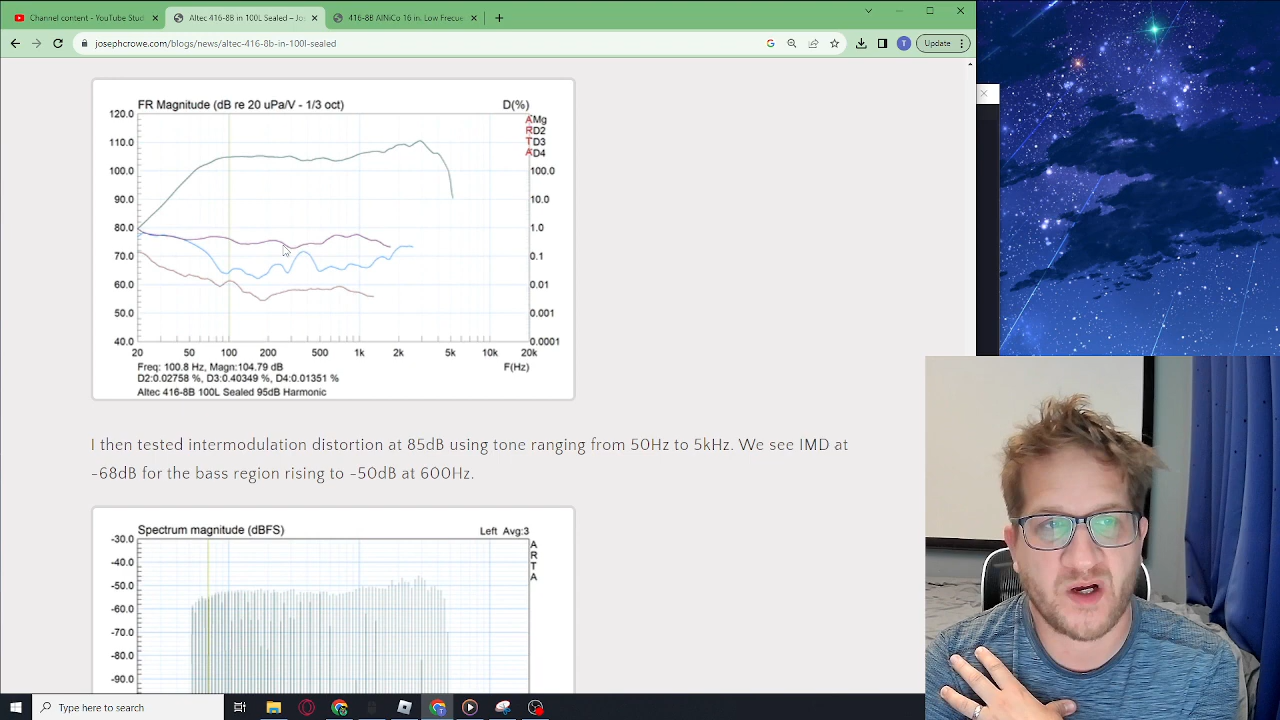 Channel content - YouTube Studi
Altec 416-8B in 100L Sealed – Jos
416-8B AlNiCo 16 in. Low Frecue
josephcrowe.com/blogs/news/altec-416-8b-in-100l-sealed
T
Update
FR Magnitude (dB re 20 uPa/V - 1/3 oct)
D(%)
120.0
110.0
100.0
90.0
80.0
70.0
60.0
50.0
40.0
A Mg
R D2
T D3
A D4
100.0
10.0
1.0
0.1
0.01
0.001
0.0001
20 50 100 200 500 1k 2k 5k 10k 20k
Freq: 100.8 Hz, Magn:104.79 dB
F(Hz)
D2:0.02758 %, D3:0.40349 %, D4:0.01351 %
Altec 416-8B 100L Sealed 95dB Harmonic
I then tested intermodulation distortion at 85dB using tone ranging from 50Hz to 5kHz. We see IMD at
-68dB for the bass region rising to -50dB at 600Hz.
Spectrum magnitude (dBFS)
Left Avg:3
-30.0
-40.0
-50.0
-60.0
-70.0
-80.0
-90.0
A
R
T
A
Type here to search